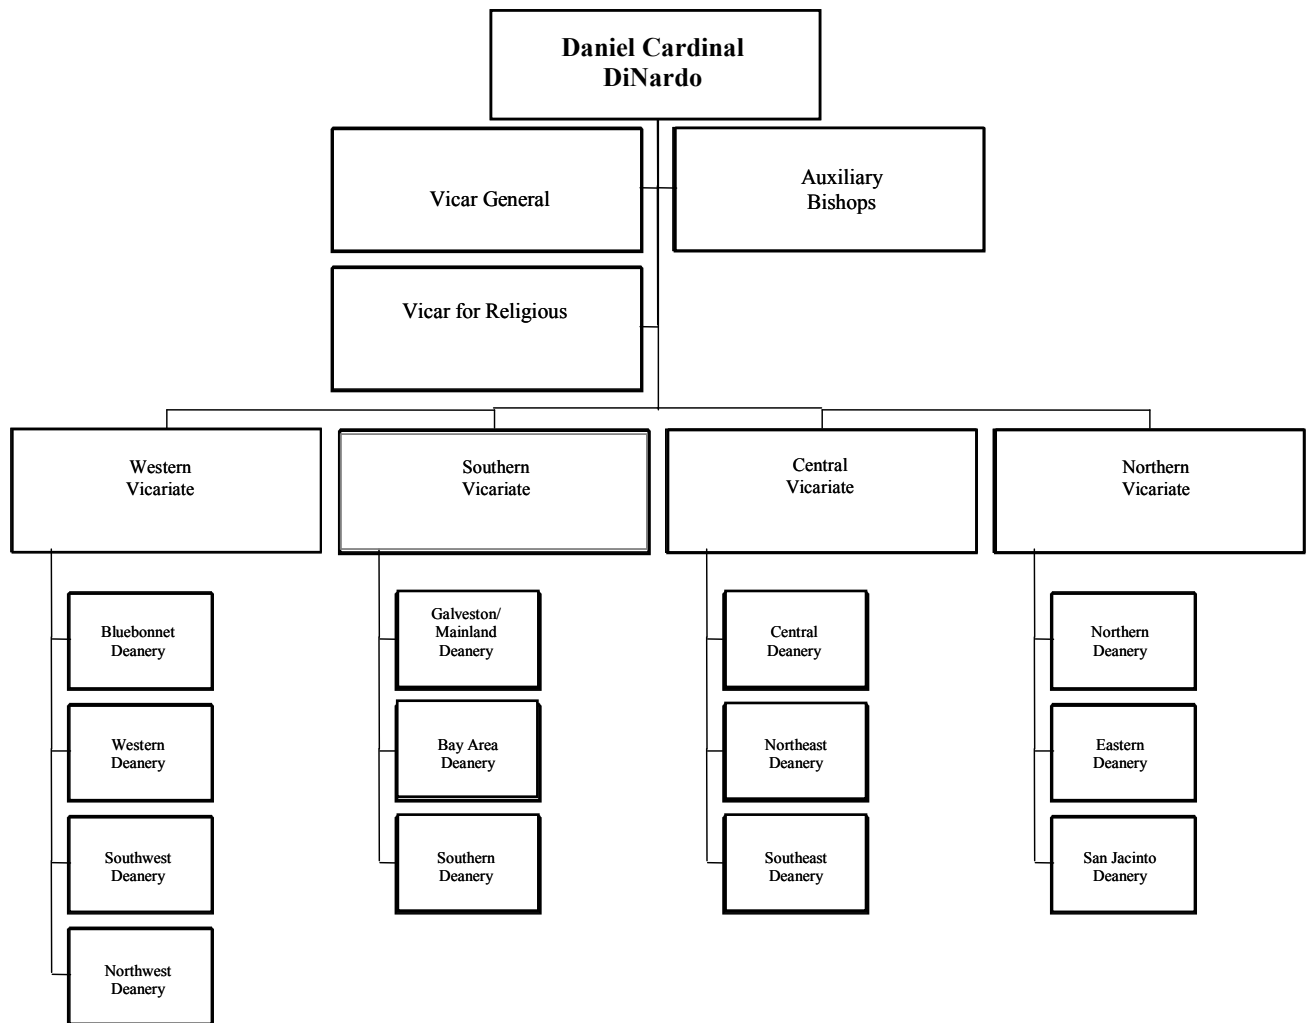 Daniel Cardinal
DiNardo
Vicar General
Auxiliary
Bishops
Vicar for Religious
Western
Vicariate
Southern
Vicariate
Central
Vicariate
Northern
Vicariate
Bluebonnet
Deanery
Galveston/
Mainland
Deanery
Central
Deanery
Northern
Deanery
Western
Deanery
Bay Area
Deanery
Northeast
Deanery
Eastern
Deanery
Southwest
Deanery
Southern
Deanery
Southeast
Deanery
San Jacinto
Deanery
Northwest
Deanery